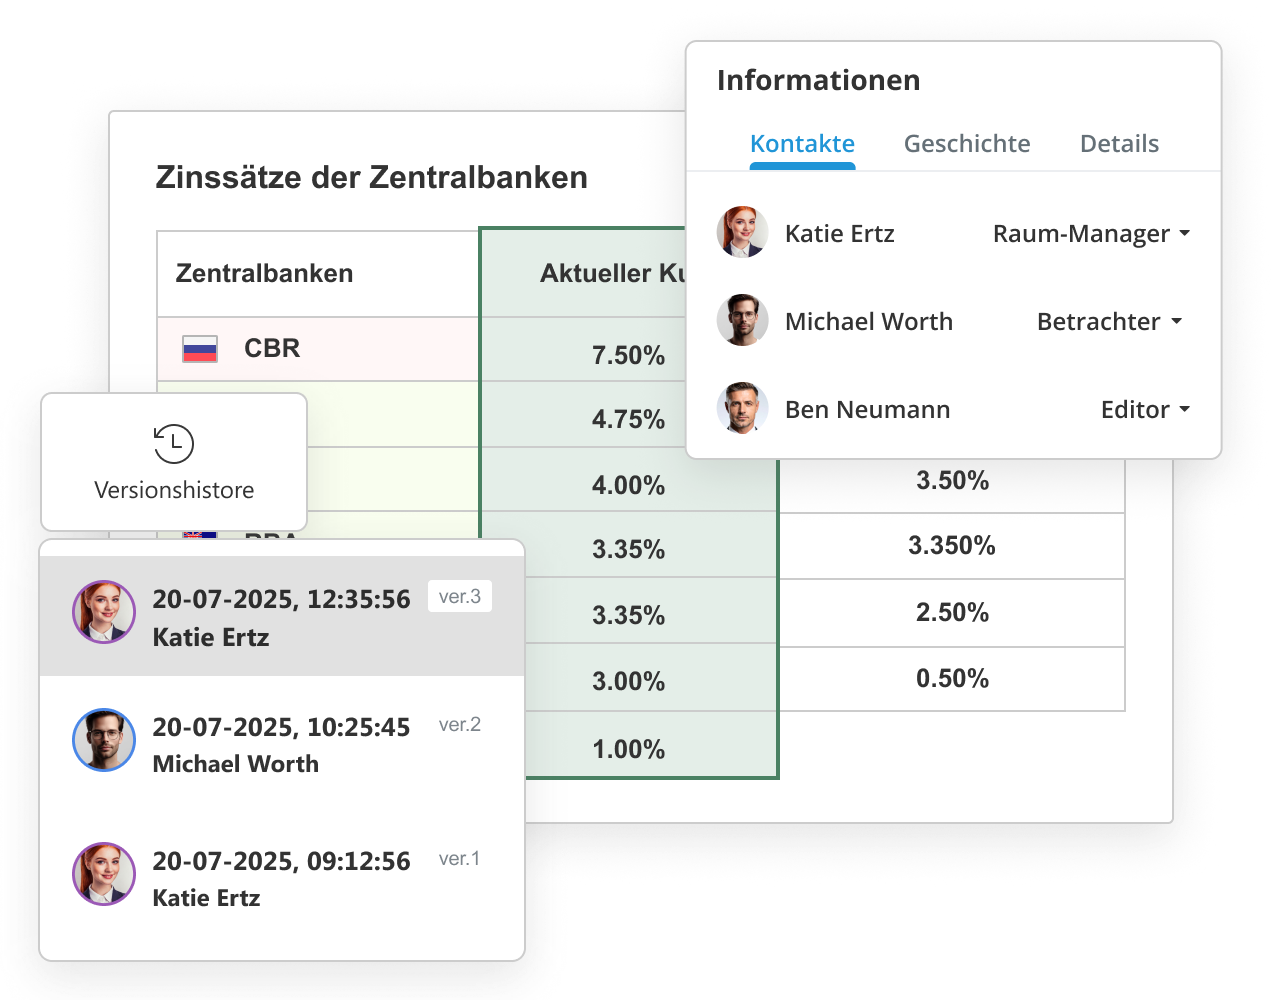 Informationen
Kontakte Geschichte Details
Katie Ertz Raum-Manager
Michael Worth Betrachter
Ben Neumann Editor
Zinssätze der Zentralbanken
Zentralbanken Aktueller Ku
CBR 7.50%
4.75%
4.00% 3.50%
3.35% 3.350%
3.35% 2.50%
3.00% 0.50%
1.00%
Versionshistore
20-07-2025, 12:35:56 ver.3
Katie Ertz
20-07-2025, 10:25:45 ver.2
Michael Worth
20-07-2025, 09:12:56 ver.1
Katie Ertz